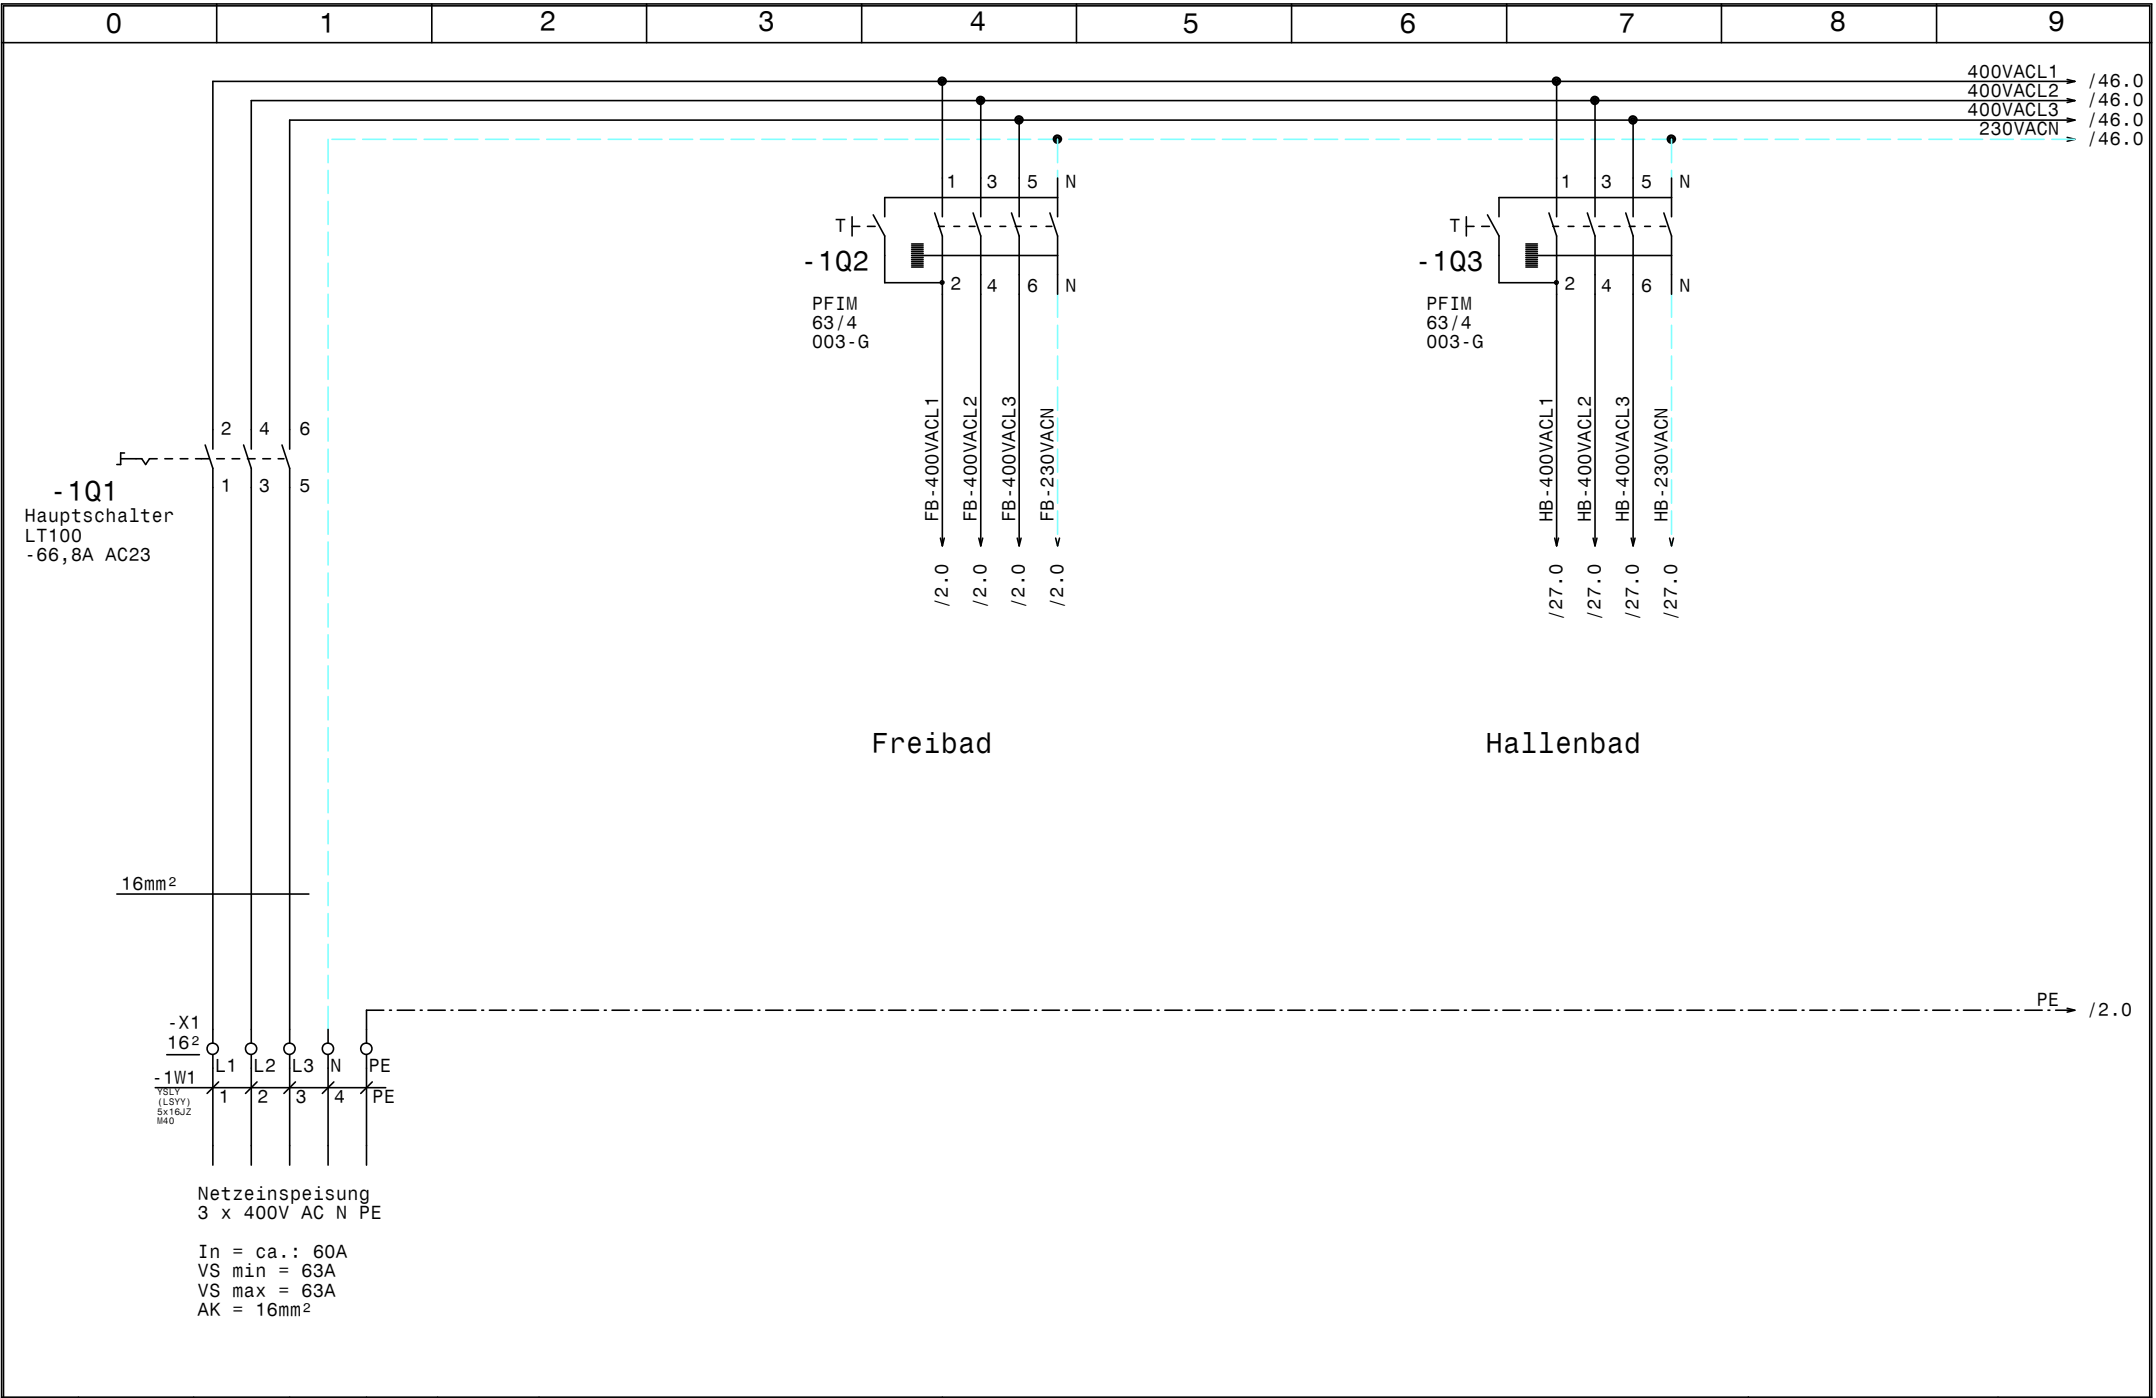 0 1 2 3 4 5 6 7 8 9
400VACL1 /46.0
400VACL2 /46.0
400VACL3 /46.0
230VACN /46.0
1 3 5 N
T
-1Q2
2 4 6 N
PFIM
63/4
003-G
FB-400VACL1
FB-400VACL2
FB-400VACL3
FB-230VACN
/2.0
/2.0
/2.0
/2.0
Freibad
1 3 5 N
T
-1Q3
2 4 6 N
PFIM
63/4
003-G
HB-400VACL1
HB-400VACL2
HB-400VACL3
HB-230VACN
/27.0
/27.0
/27.0
/27.0
Hallenbad
2 4 6
1 3 5
-1Q1
Hauptschalter
LT100
-66,8A AC23
16mm²
PE /2.0
-X1
16²
L1 L2 L3 N PE
-1W1
1 2 3 4 PE
YSLY
(LSYY)
5x16JZ
M40
Netzeinspeisung
3 x 400V AC N PE
In = ca.: 60A
VS min = 63A
VS max = 63A
AK = 16mm²